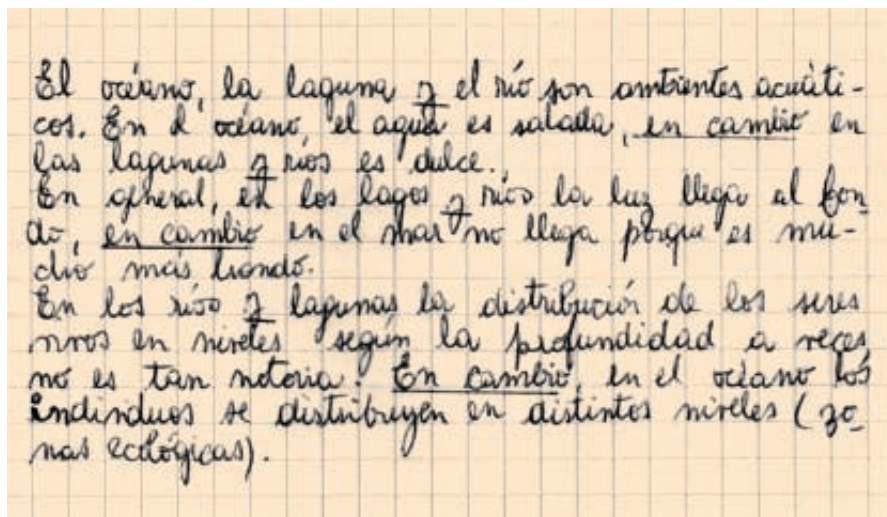 El océano, la laguna y el río son ambientes acuáti-
cos. En el océano, el agua es salada, en cambio en
las lagunas y ríos es dulce.
En general, en los lagos y ríos la luz llega al fon-
do, en cambio en el mar no llega porque es mu-
cho más hondo.
En los ríos y lagunas la distribución de los seres
vivos en niveles según la profundidad a veces
no es tan notoria. En cambio, en el océano los
individuos se distribuyen en distintos niveles (zo-
nas ecológicas).